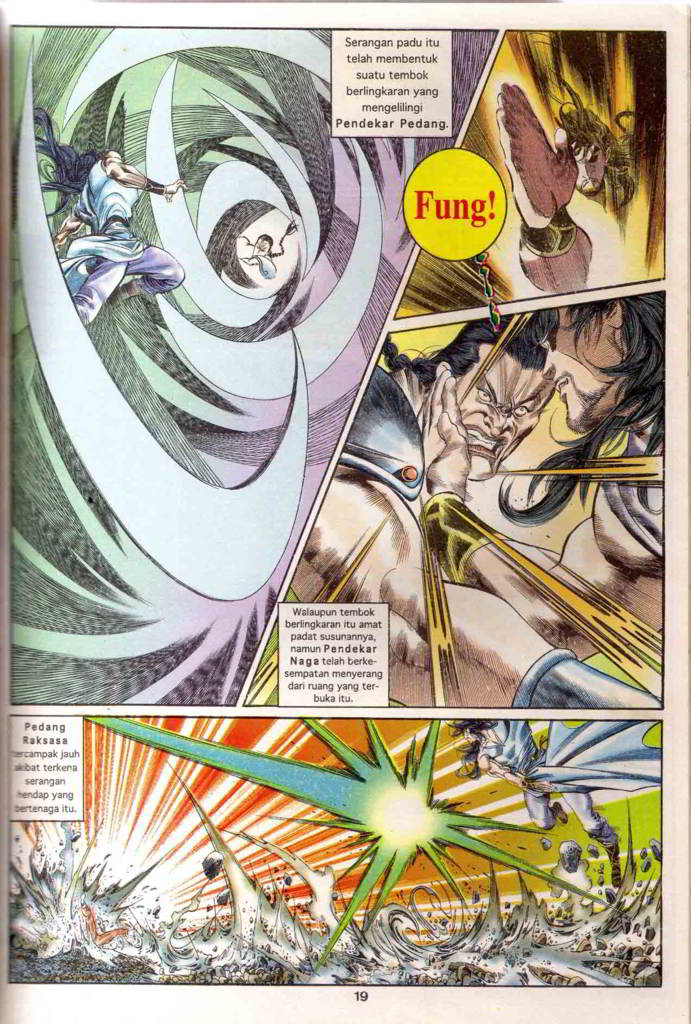 Serangan padu itu
telah membentuk
suatu tembok
berlingkaran yang
mengelilingi
Pendekar Pedang.
Fung!
Walaupun tembok
berlingkaran itu amat
padat susunannya,
namun Pendekar
Naga telah berke-
sempatan menyerang
dari ruang yang ter-
buka itu.
Pedang
Raksasa
tercampak jauh
akibat terkena
serangan
hendap yang
bertenaga itu.
19